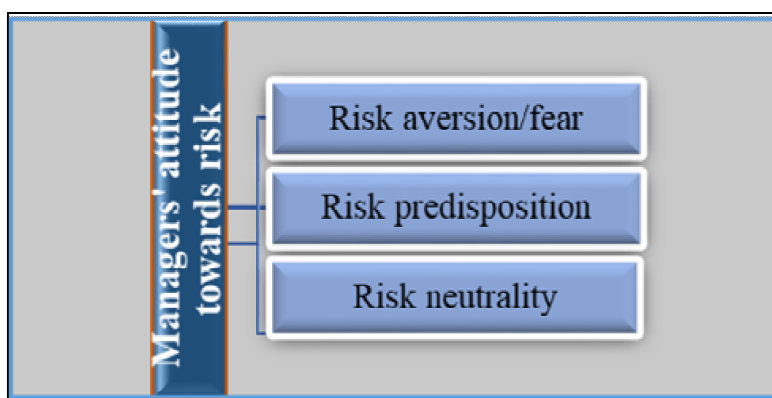 Managers' attitude
towards risk
Risk aversion/fear
Risk predisposition
Risk neutrality